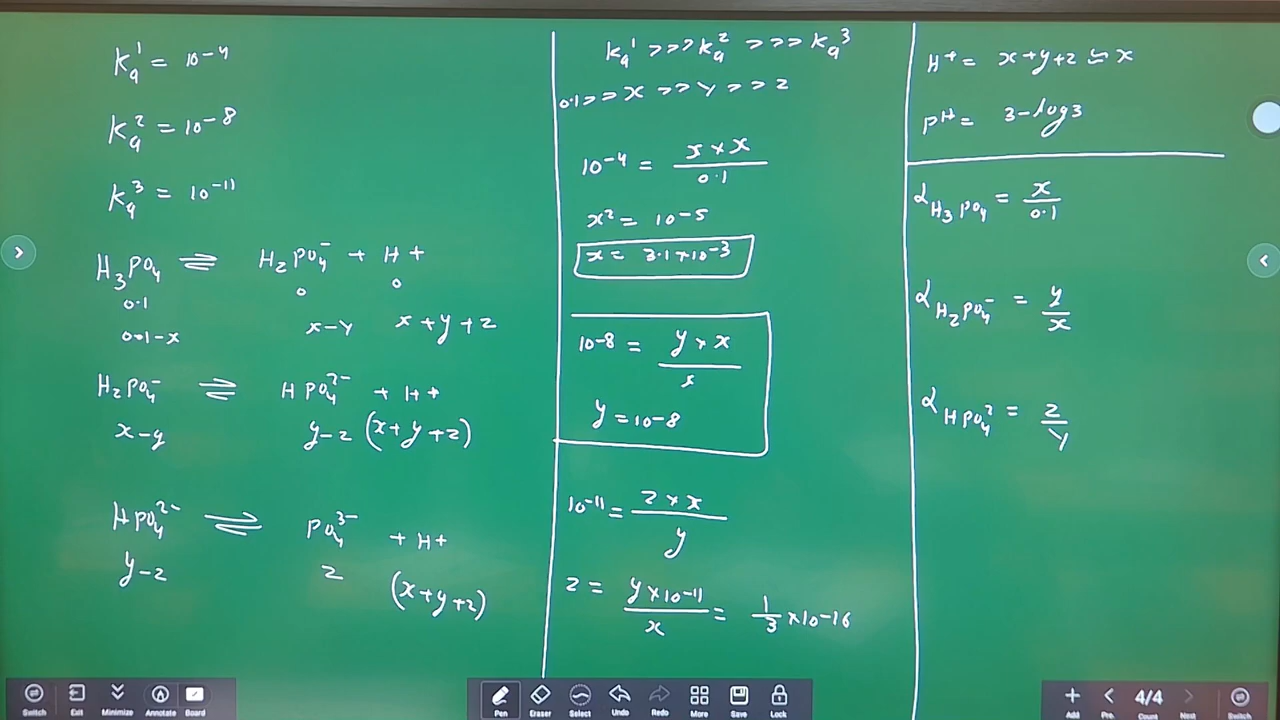 Ka¹ = 10-4
Ka² = 10-8
Ka³ = 10-11
H₃PO₄ ⇌ H₂PO₄⁻ + H+
0.1 0 0
0.1-x x-y x+y+z
H₂PO₄⁻ ⇌ HPO₄²⁻ + H+
x-y y-z (x+y+z)
HPO₄²⁻ ⇌ PO₄³⁻ + H+
y-z z (x+y+z)
Ka¹ >>> Ka² >>> Ka³
0.1 >> x >> y >> z
10-4 = x × x / 0.1
x² = 10-5
x = 3.1×10-3
10-8 = y × x / x
y = 10-8
10-11 = z × x / y
z = y×10-11 / x = 1/3 ×10-16
H+ = x+y+z ≃ x
PH = 3-log3
α H₃PO₄ = x/0.1
α H₂PO₄⁻ = y/x
α HPO₄² = z/y
Switch Exit Minimize Annotate Board
Pen Eraser Select Undo Redo More Save Lock
4/4
Add Pre. Count Next Switch